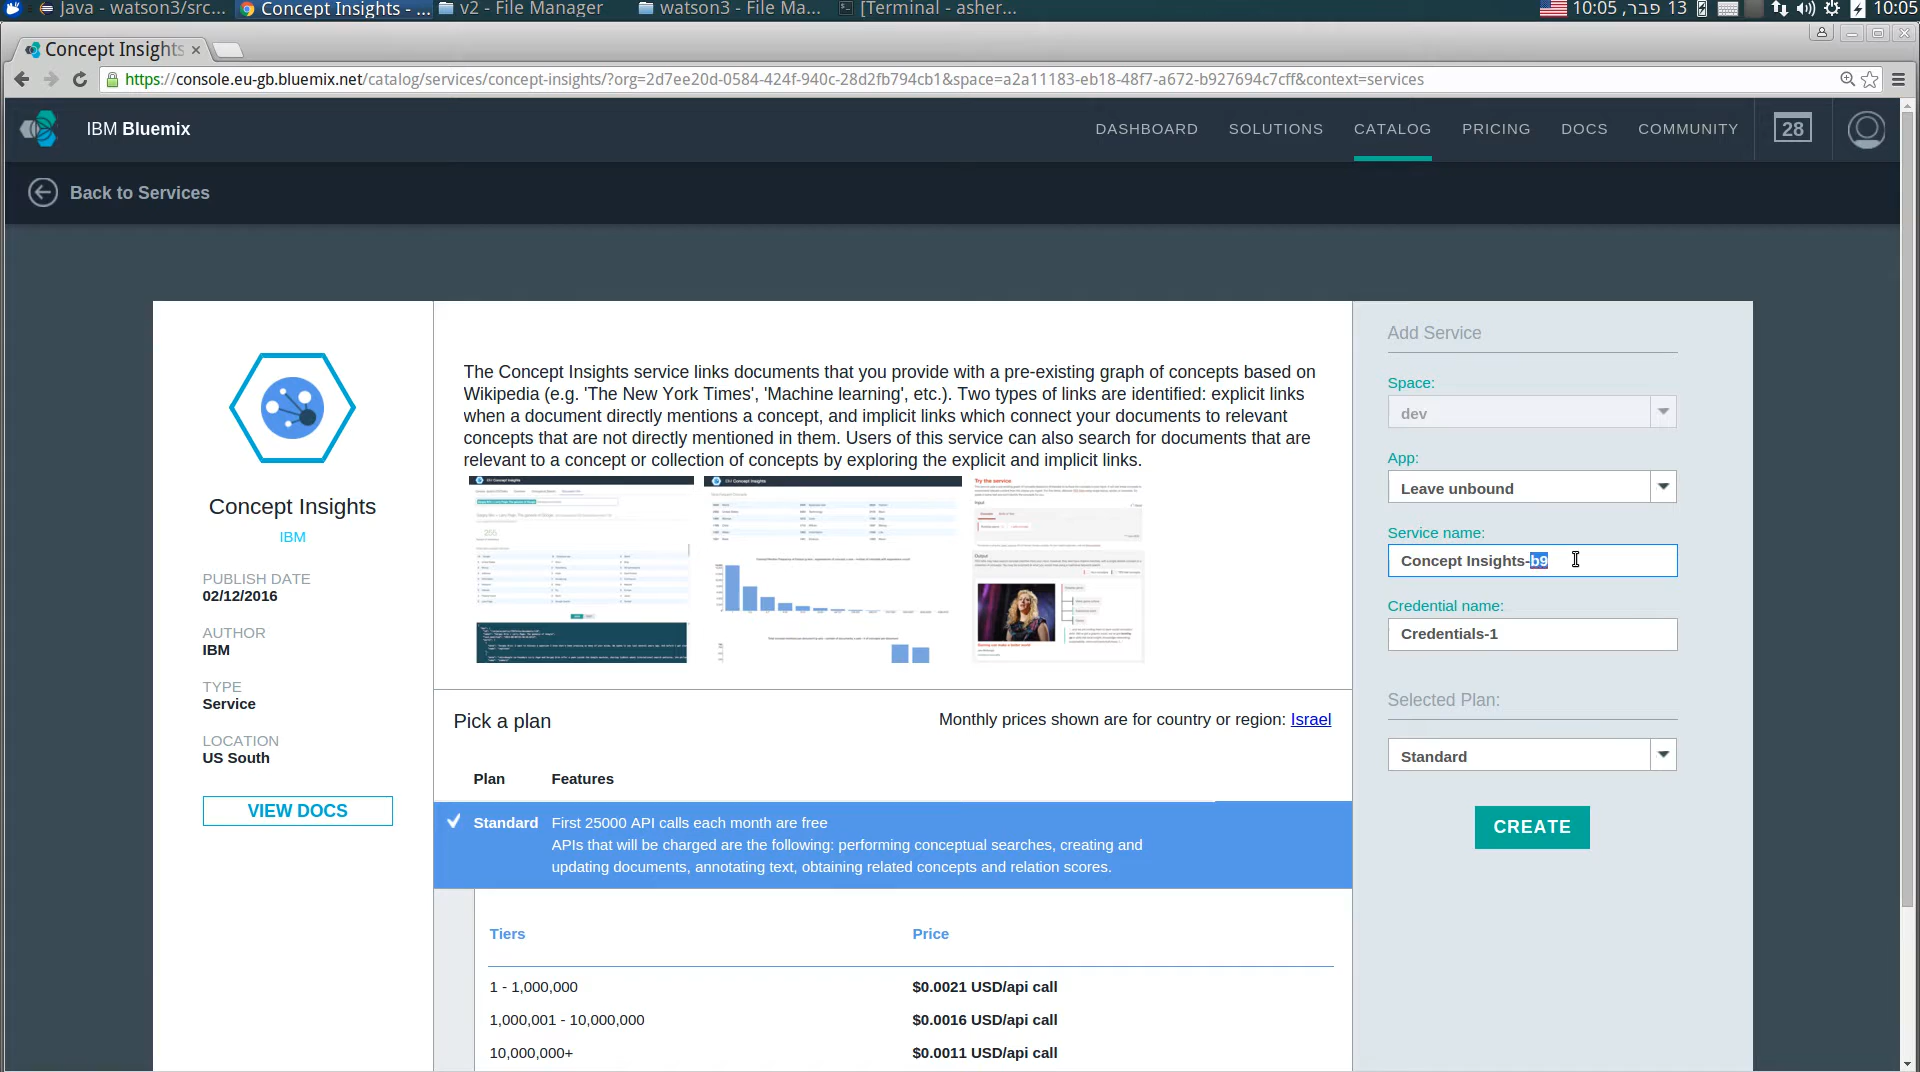 Java - watson3/src...
Concept Insights - ...
v2 - File Manager
watson3 - File Ma...
[Terminal - asher...
10:05 ,פבר 13
10:05
Concept Insights
https://console.eu-gb.bluemix.net/catalog/services/concept-insights/?org=2d7ee20d-0584-424f-940c-28d2fb794cb1&space=a2a11183-eb18-48f7-a672-b927694c7cff&context=services
IBM Bluemix
DASHBOARD
SOLUTIONS
CATALOG
PRICING
DOCS
COMMUNITY
28
Back to Services
Concept Insights
IBM
PUBLISH DATE
02/12/2016
AUTHOR
IBM
TYPE
Service
LOCATION
US South
VIEW DOCS
The Concept Insights service links documents that you provide with a pre-existing graph of concepts based on
Wikipedia (e.g. 'The New York Times', 'Machine learning', etc.). Two types of links are identified: explicit links
when a document directly mentions a concept, and implicit links which connect your documents to relevant
concepts that are not directly mentioned in them. Users of this service can also search for documents that are
relevant to a concept or collection of concepts by exploring the explicit and implicit links.
Concept Insights
Concept Insights
Try the service
Input
Output
Pick a plan
Monthly prices shown are for country or region: Israel
Plan
Features
Standard
First 25000 API calls each month are free
APIs that will be charged are the following: performing conceptual searches, creating and
updating documents, annotating text, obtaining related concepts and relation scores.
Tiers
Price
1 - 1,000,000
$0.0021 USD/api call
1,000,001 - 10,000,000
$0.0016 USD/api call
10,000,000+
$0.0011 USD/api call
Add Service
Space:
dev
App:
Leave unbound
Service name:
Concept Insights-b9
Credential name:
Credentials-1
Selected Plan:
Standard
CREATE